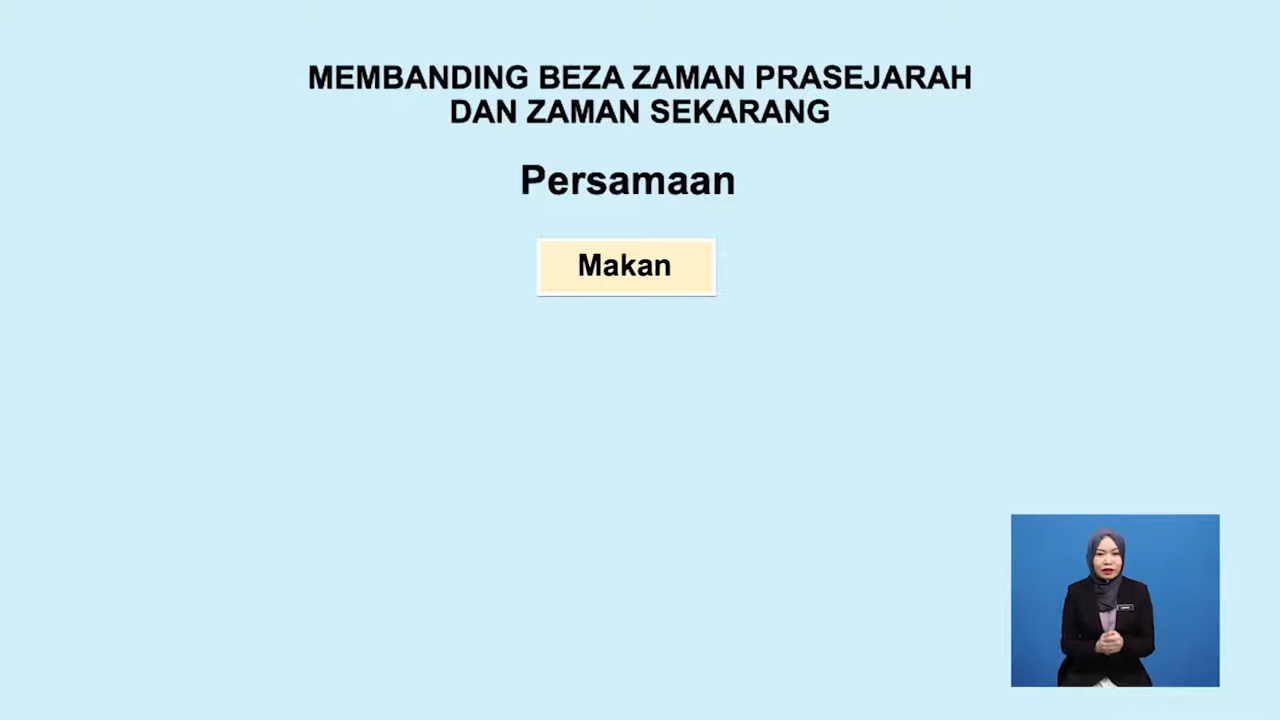 MEMBANDING BEZA ZAMAN PRASEJARAH
DAN ZAMAN SEKARANG
Persamaan
Makan